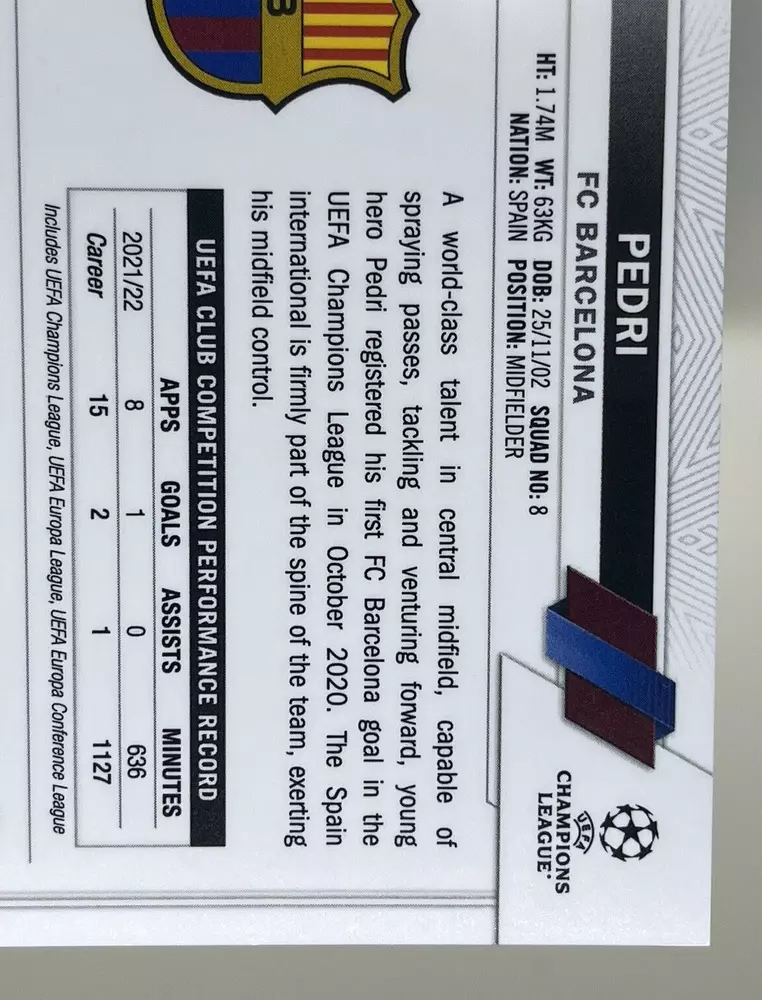 PEDRI
FC BARCELONA
HT: 1.74M WT: 63KG DOB: 25/11/02 SQUAD NO: 8
NATION: SPAIN POSITION: MIDFIELDER
UEFA
CHAMPIONS
LEAGUE
B
A world-class talent in central midfield, capable of
spraying passes, tackling and venturing forward, young
hero Pedri registered his first FC Barcelona goal in the
UEFA Champions League in October 2020. The Spain
international is firmly part of the spine of the team, exerting
his midfield control.
UEFA CLUB COMPETITION PERFORMANCE RECORD
APPS GOALS ASSISTS MINUTES
2021/22 8 1 0 636
Career 15 2 1 1127
Includes UEFA Champions League, UEFA Europa League, UEFA Europa Conference League